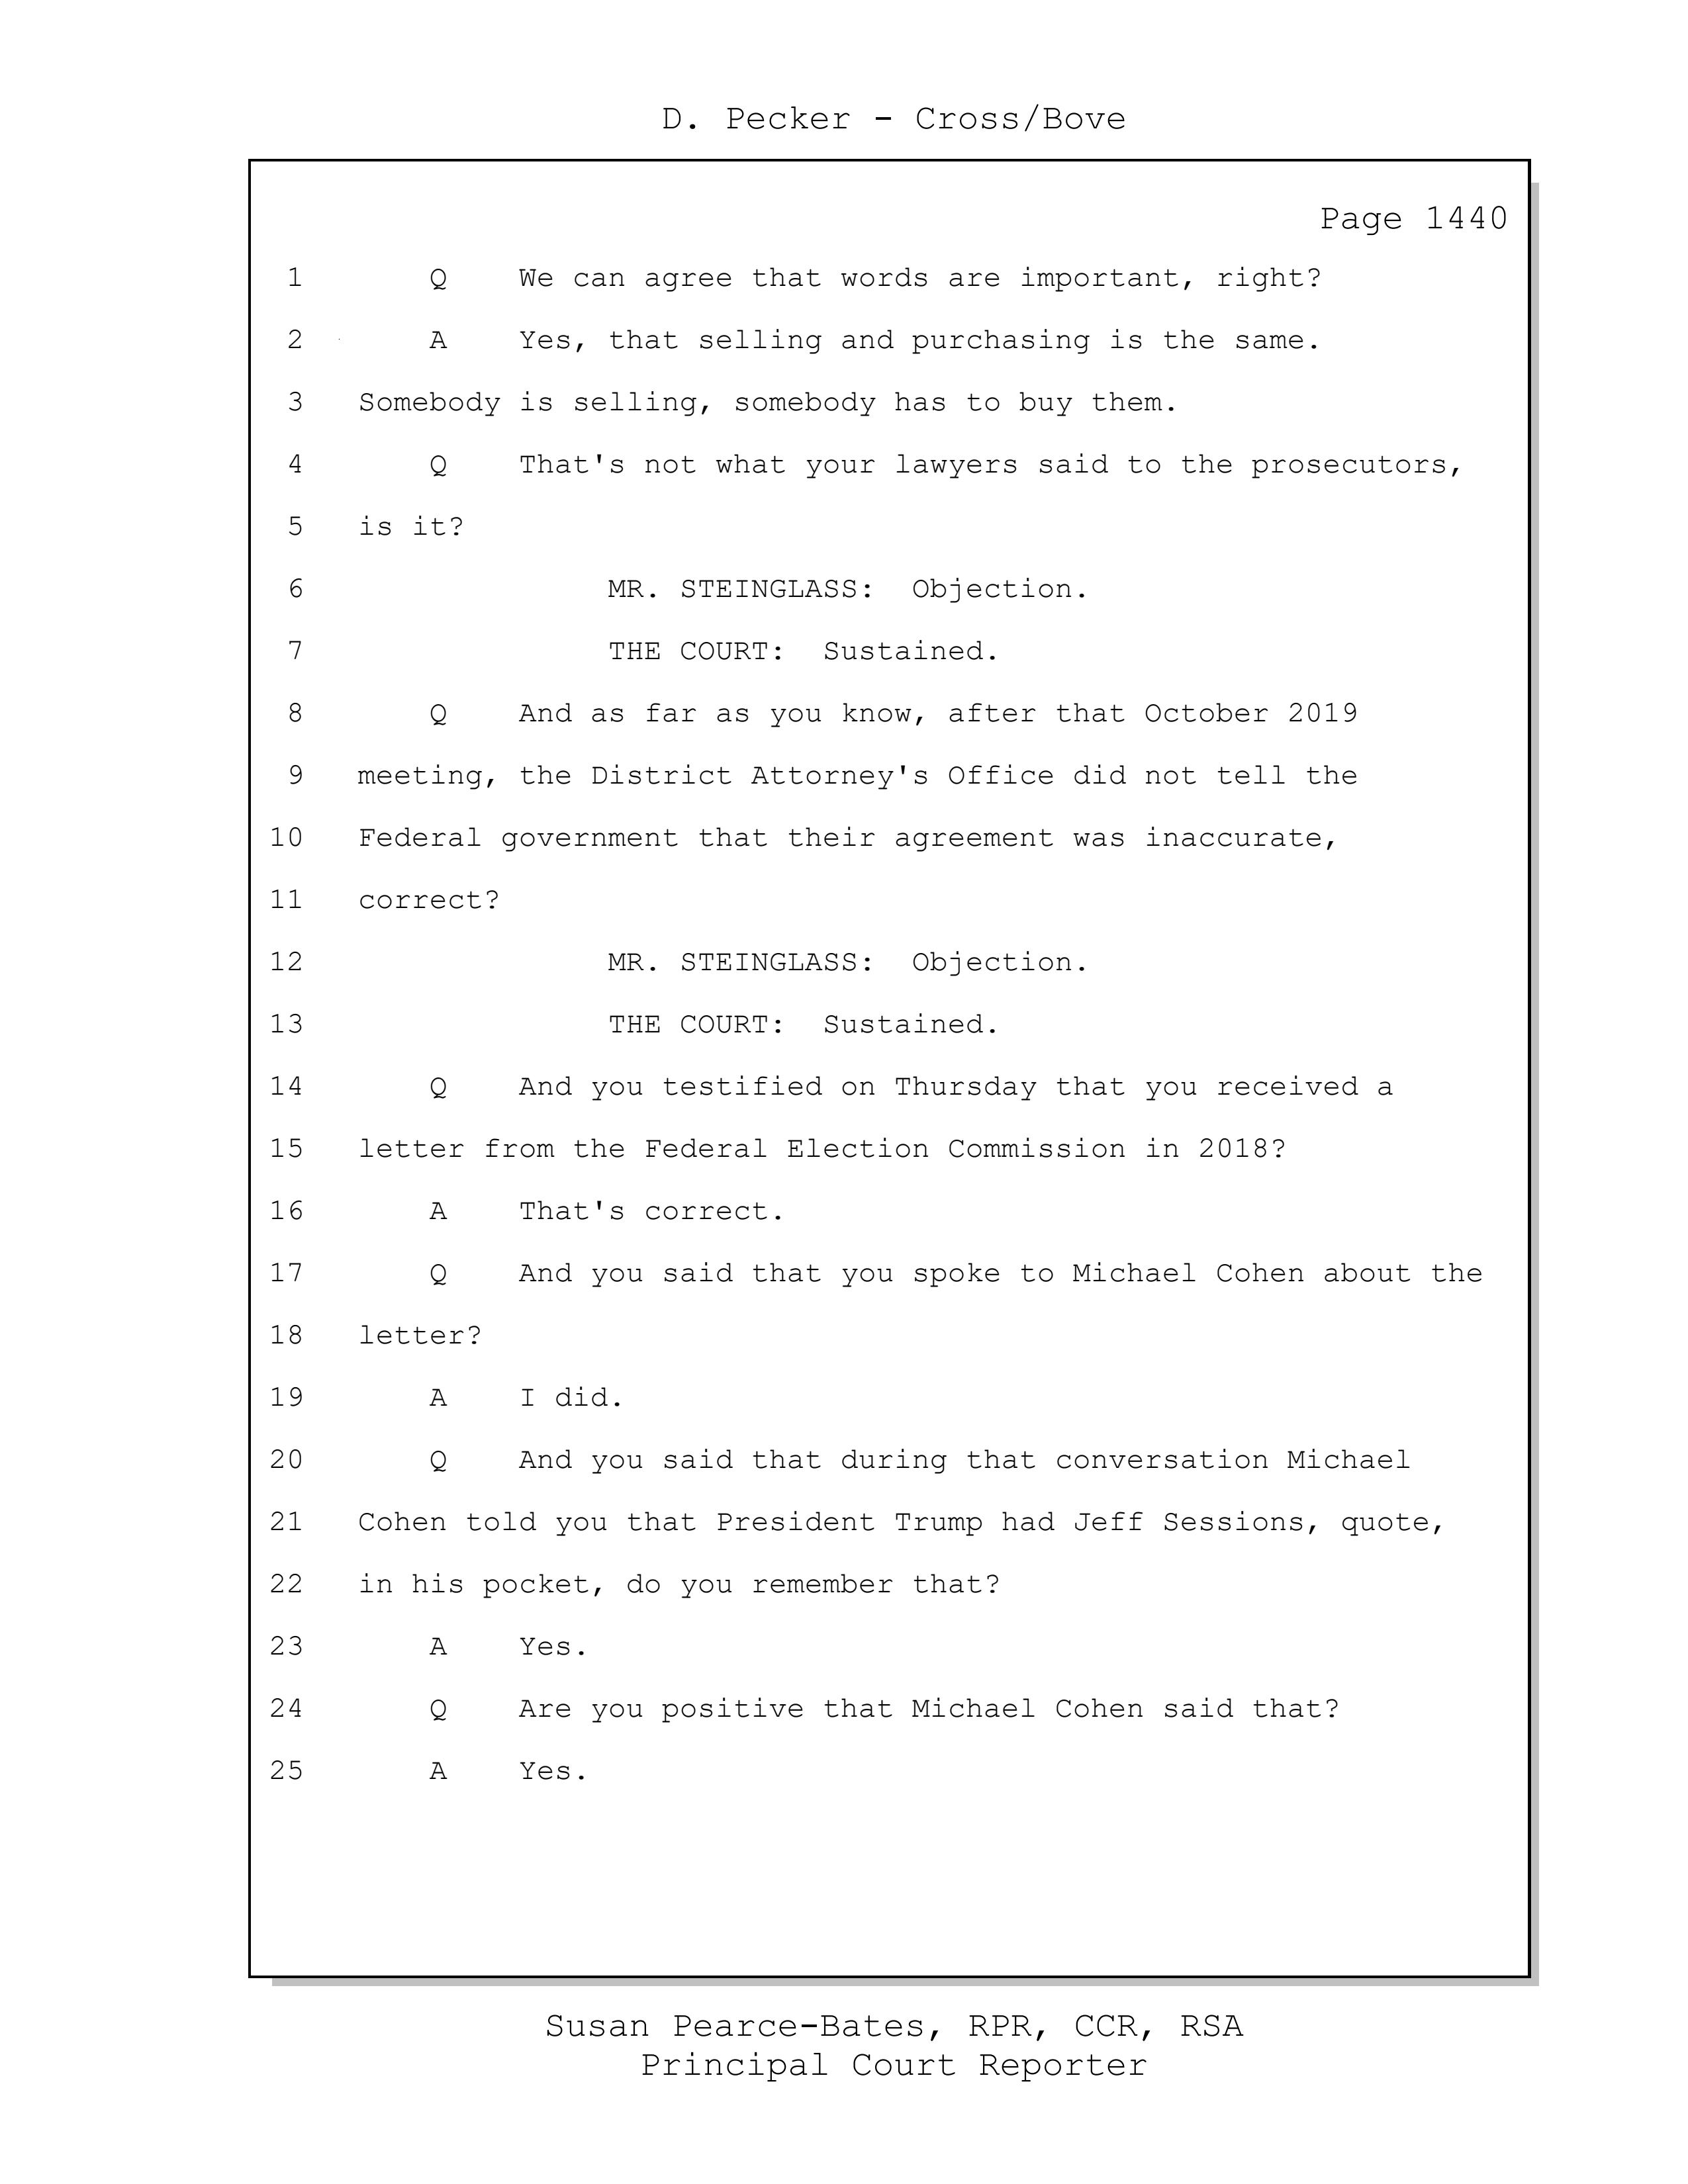 D. Pecker - Cross/Bove
Page 1440
1 Q We can agree that words are important, right?
2 A Yes, that selling and purchasing is the same.
3 Somebody is selling, somebody has to buy them.
4 Q That's not what your lawyers said to the prosecutors,
5 is it?
6 MR. STEINGLASS: Objection.
7 THE COURT: Sustained.
8 Q And as far as you know, after that October 2019
9 meeting, the District Attorney's Office did not tell the
10 Federal government that their agreement was inaccurate,
11 correct?
12 MR. STEINGLASS: Objection.
13 THE COURT: Sustained.
14 Q And you testified on Thursday that you received a
15 letter from the Federal Election Commission in 2018?
16 A That's correct.
17 Q And you said that you spoke to Michael Cohen about the
18 letter?
19 A I did.
20 Q And you said that during that conversation Michael
21 Cohen told you that President Trump had Jeff Sessions, quote,
22 in his pocket, do you remember that?
23 A Yes.
24 Q Are you positive that Michael Cohen said that?
25 A Yes.
Susan Pearce-Bates, RPR, CCR, RSA
Principal Court Reporter